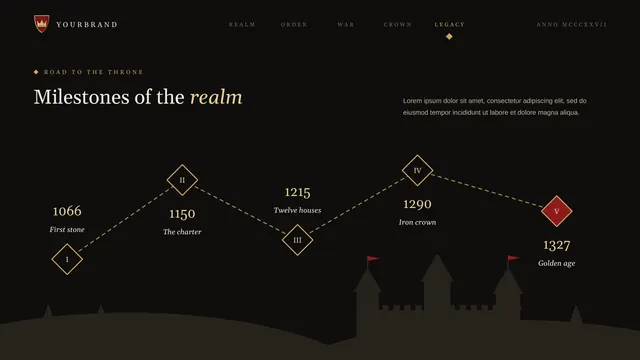 YOURBRAND
REALM ORDER WAR CROWN LEGACY
ANNO MCCCXXVII
ROAD TO THE THRONE
Milestones of the realm
Lorem ipsum dolor sit amet, consectetur adipiscing elit, sed do
eiusmod tempor incididunt ut labore et dolore magna aliqua.
I
1066
First stone
II
1150
The charter
1215
Twelve houses
III
IV
1290
Iron crown
V
1327
Golden age